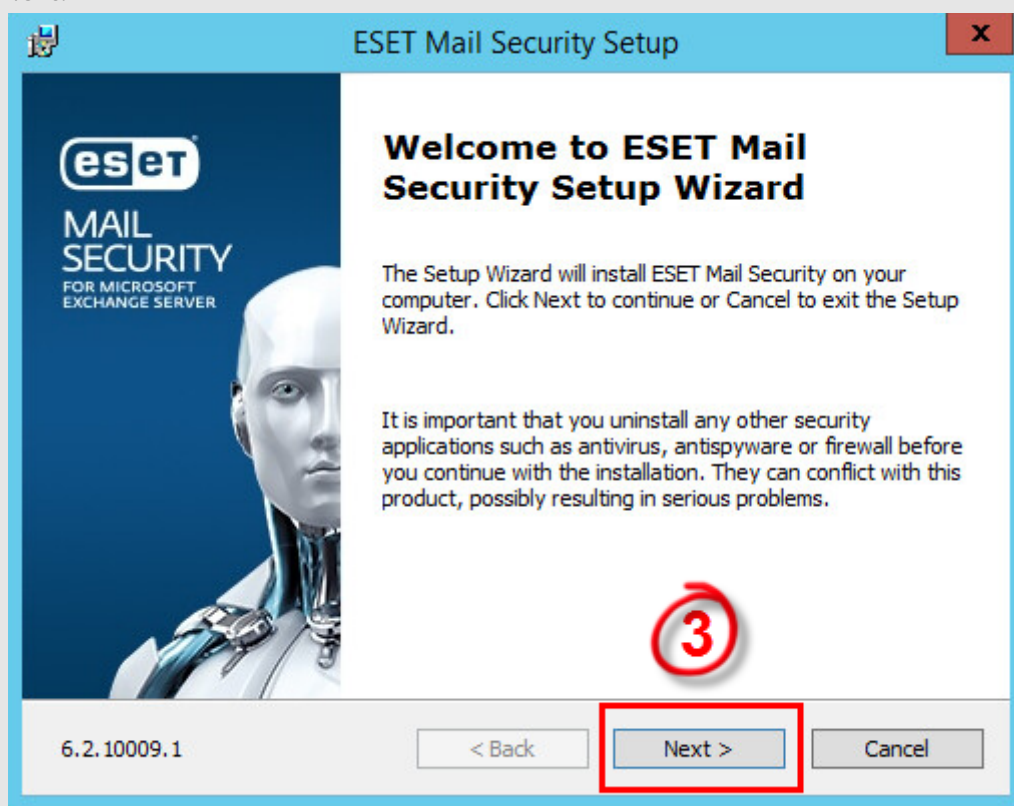 ESET Mail Security Setup
x
eseT
MAIL
SECURITY
FOR MICROSOFT
EXCHANGE SERVER
Welcome to ESET Mail
Security Setup Wizard
The Setup Wizard will install ESET Mail Security on your
computer. Click Next to continue or Cancel to exit the Setup
Wizard.
It is important that you uninstall any other security
applications such as antivirus, antispyware or firewall before
you continue with the installation. They can conflict with this
product, possibly resulting in serious problems.
3
6.2.10009.1
< Back
Next >
Cancel